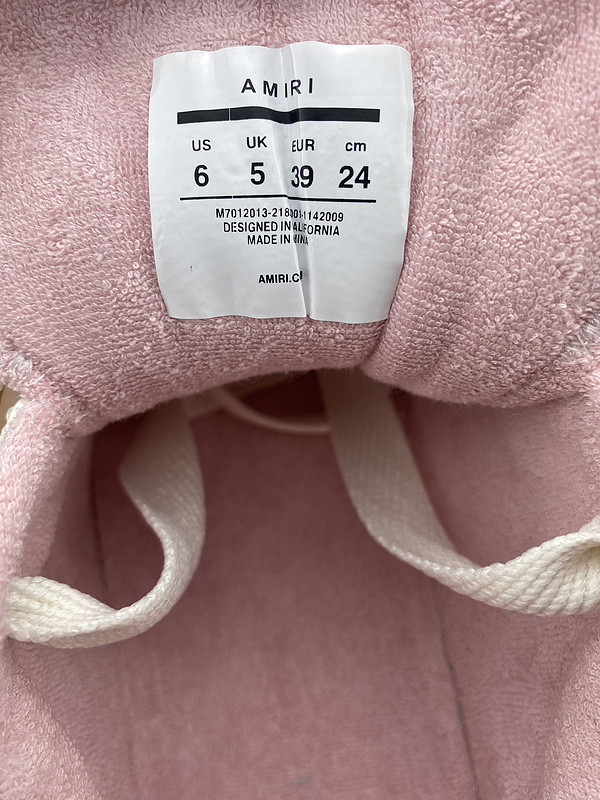 AMIRI
US UK EUR cm
6 5 39 24
DESIGNED IN CALIFORNIA
MADE IN CHINA